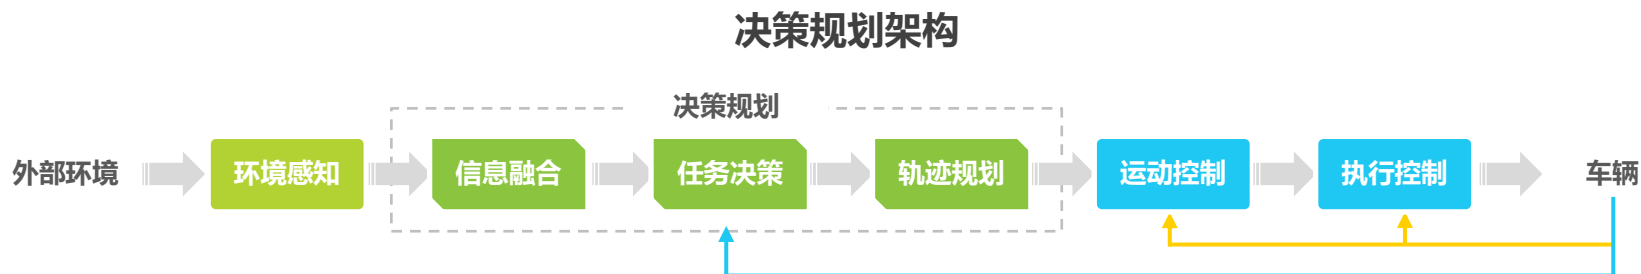 决策规划架构
决策规划
外部环境
环境感知
信息融合
任务决策
轨迹规划
运动控制
执行控制
车辆